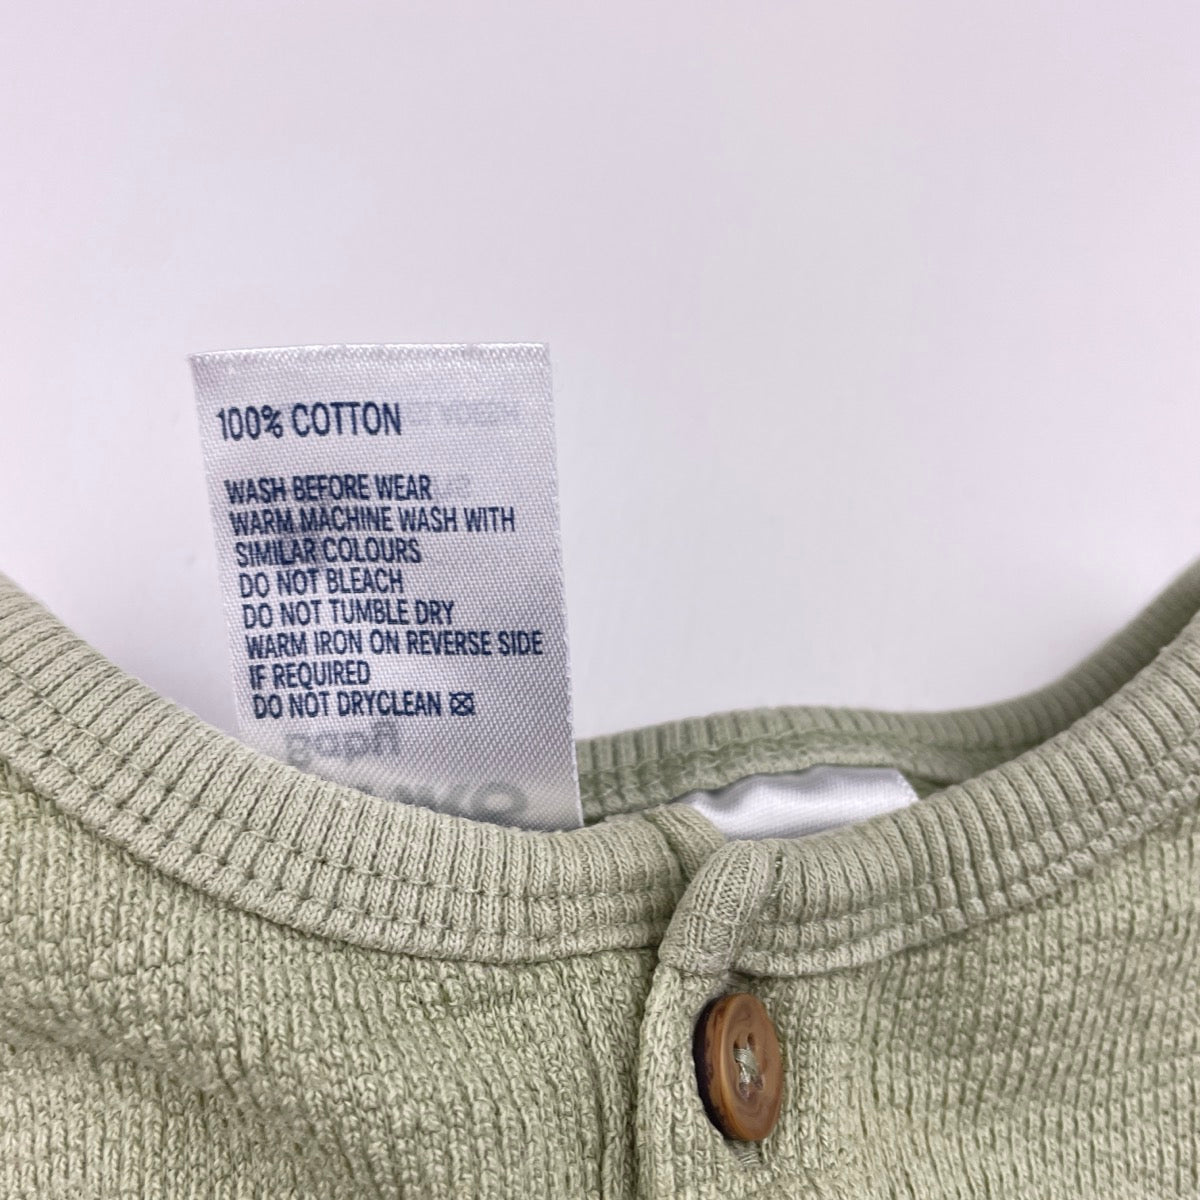 100% COTTON
WASH BEFORE WEAR
WARM MACHINE WASH WITH
SIMILAR COLOURS
DO NOT BLEACH
DO NOT TUMBLE DRY
WARM IRON ON REVERSE SIDE
IF REQUIRED
DO NOT DRYCLEAN